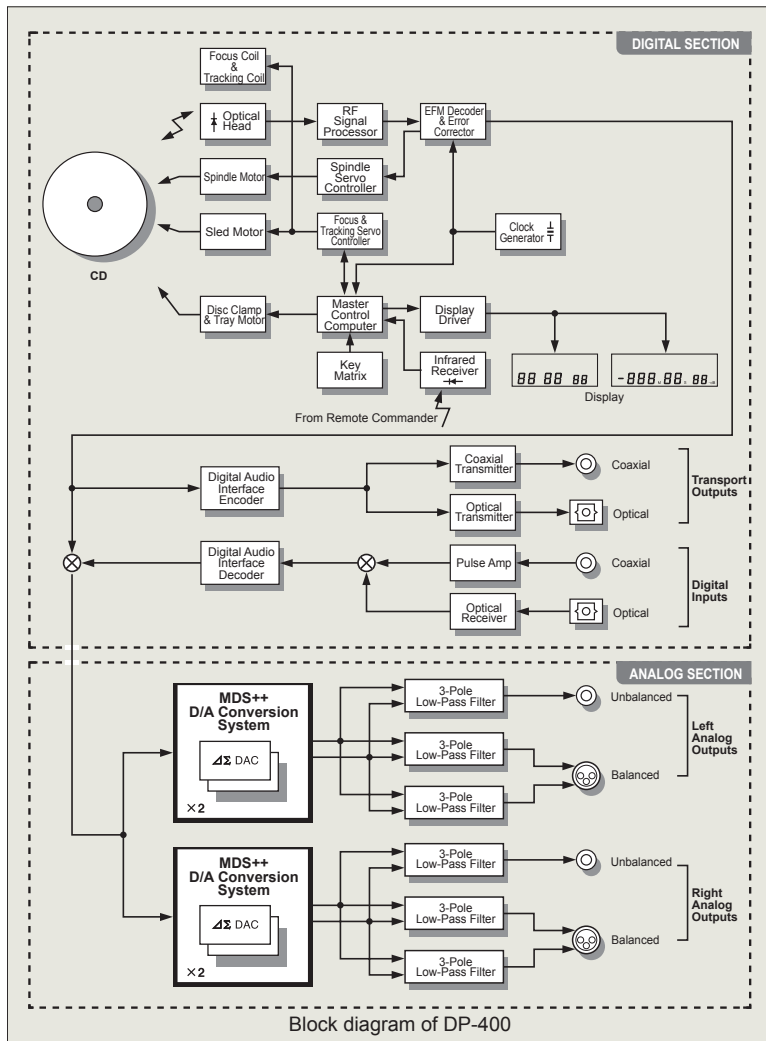 DIGITAL SECTION
Focus Coil
&
Tracking Coil
Optical
Head
RF
Signal
Processor
EFM Decoder
& Error
Corrector
Spindle Motor
Spindle
Servo
Controller
Sled Motor
Focus &
Tracking Servo
Controller
Clock
Generator
CD
Disc Clamp
& Tray Motor
Master
Control
Computer
Display
Driver
Key
Matrix
Infrared
Receiver
88 88 88
-888 M 88 S 88 dB
Display
From Remote Commander
Digital Audio
Interface
Encoder
Coaxial
Transmitter
Coaxial
Optical
Transmitter
Optical
Transport
Outputs
Digital Audio
Interface
Decoder
Pulse Amp
Coaxial
Optical
Receiver
Optical
Digital
Inputs
ANALOG SECTION
MDS++
D/A Conversion
System
ΔΣ DAC
×2
3-Pole
Low-Pass Filter
Unbalanced
3-Pole
Low-Pass Filter
Balanced
3-Pole
Low-Pass Filter
Left
Analog
Outputs
MDS++
D/A Conversion
System
ΔΣ DAC
×2
3-Pole
Low-Pass Filter
Unbalanced
3-Pole
Low-Pass Filter
Balanced
3-Pole
Low-Pass Filter
Right
Analog
Outputs
Block diagram of DP-400